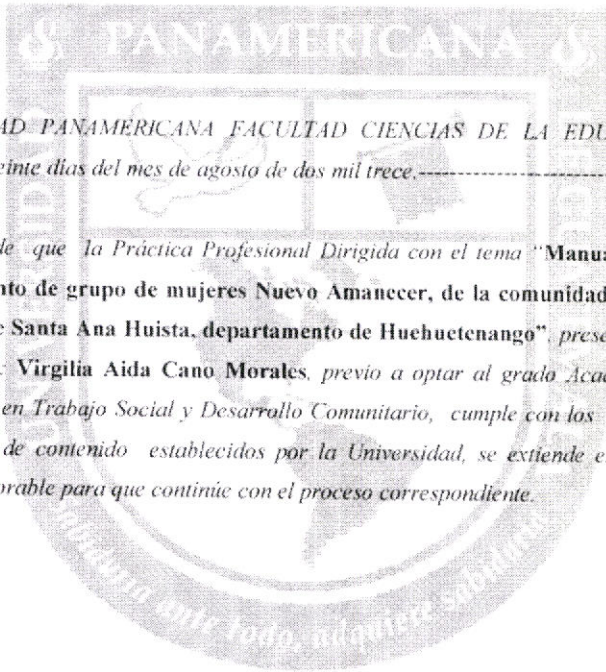 PANAMERICANA
AD PANAMERICANA FACULTAD CIENCIAS DE LA EDU
einte días del mes de agosto de dos mil trece.-----------------------
de que la Práctica Profesional Dirigida con el tema "Manua
nto de grupo de mujeres Nuevo Amanecer, de la comunidad
e Santa Ana Huista, departamento de Huehuetenango", prese
. Virgilia Aida Cano Morales, previo a optar al grado Acad
en Trabajo Social y Desarrollo Comunitario, cumple con los
de contenido establecidos por la Universidad, se extiende e
orable para que continúe con el proceso correspondiente.
sabiduría ante todo, adquiere sabiduría